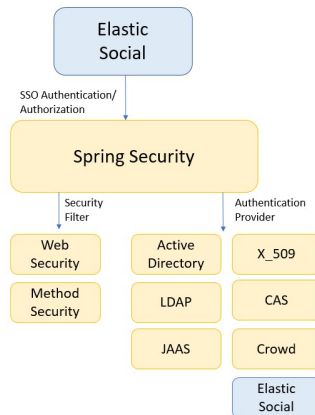 Elastic
Social
SSO Authentication/
Authorization
Spring Security
Security
Filter
Authentication
Provider
Web
Security
Method
Security
Active
Directory
X_509
LDAP
CAS
JAAS
Crowd
Elastic
Social